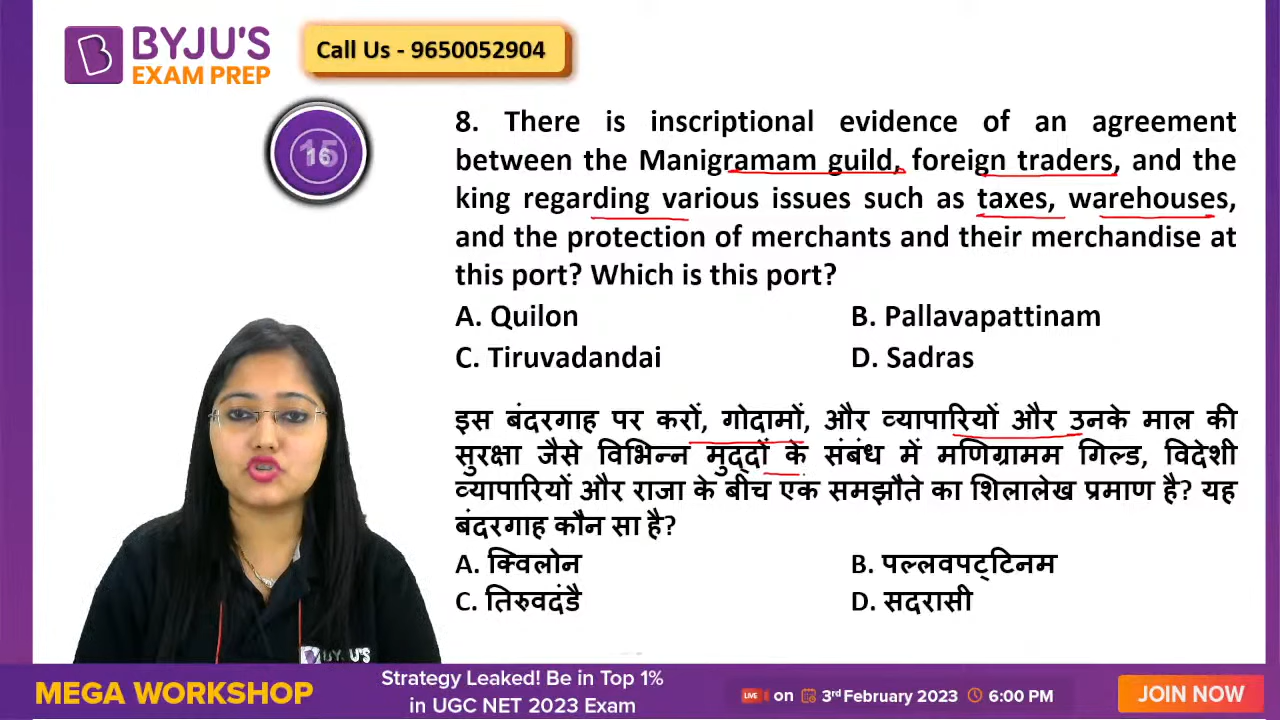 BYJU'S
EXAM PREP
Call Us - 9650052904
16
8. There is inscriptional evidence of an agreement
between the Manigramam guild, foreign traders, and the
king regarding various issues such as taxes, warehouses,
and the protection of merchants and their merchandise at
this port? Which is this port?
A. Quilon
B. Pallavapattinam
C. Tiruvadandai
D. Sadras
इस बंदरगाह पर करों, गोदामों, और व्यापारियों और उनके माल की
सुरक्षा जैसे विभिन्न मुद्दों के संबंध में मणिग्रामम गिल्ड, विदेशी
व्यापारियों और राजा के बीच एक समझौते का शिलालेख प्रमाण है? यह
बंदरगाह कौन सा है?
A. क्विलोन
B. पल्लवपट्टिनम
C. तिरुवदंडै
D. सदरासी
BYJU'S
MEGA WORKSHOP
Strategy Leaked! Be in Top 1%
in UGC NET 2023 Exam
LIVE on 3rd February 2023 6:00 PM
JOIN NOW